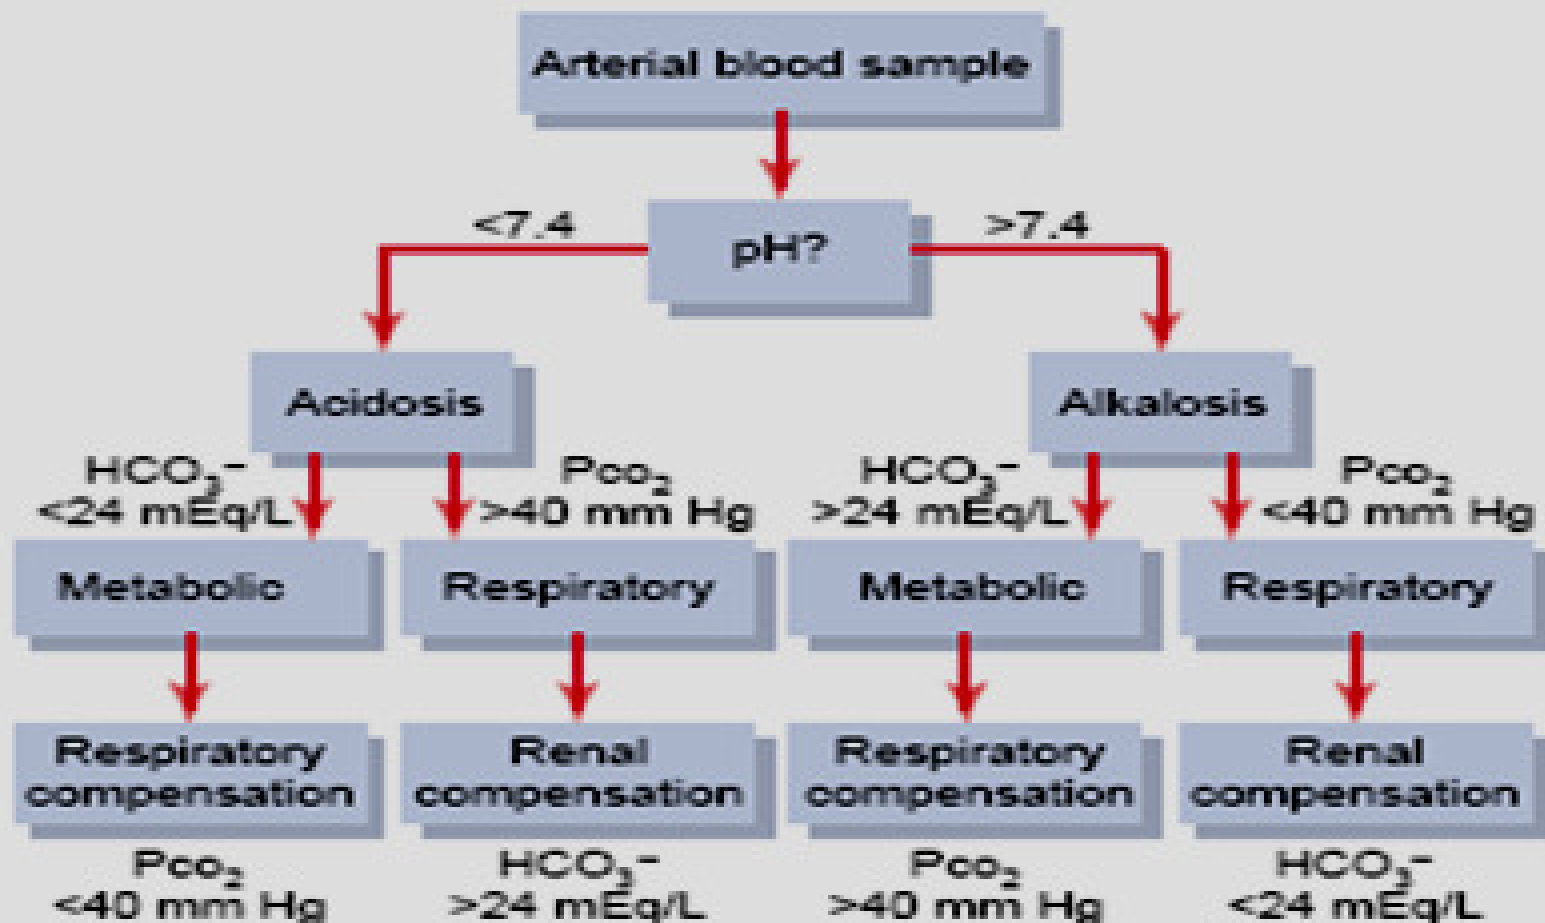 Arterial blood sample
<7.4
pH?
>7.4
Acidosis
Alkalosis
HCO₃⁻
<24 mEq/L
Pco₂
>40 mm Hg
HCO₃⁻
>24 mEq/L
Pco₂
<40 mm Hg
Metabolic
Respiratory
Metabolic
Respiratory
Respiratory
compensation
Renal
compensation
Respiratory
compensation
Renal
compensation
Pco₂
<40 mm Hg
HCO₃⁻
>24 mEq/L
Pco₂
>40 mm Hg
HCO₃⁻
<24 mEq/L